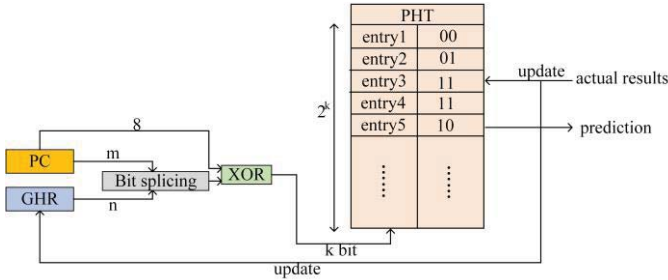 PHT
entry1 00
entry2 01
entry3 11
entry4 11
entry5 10
update
actual results
prediction
2^k
8
PC
m
Bit splicing
XOR
GHR
n
k bit
update